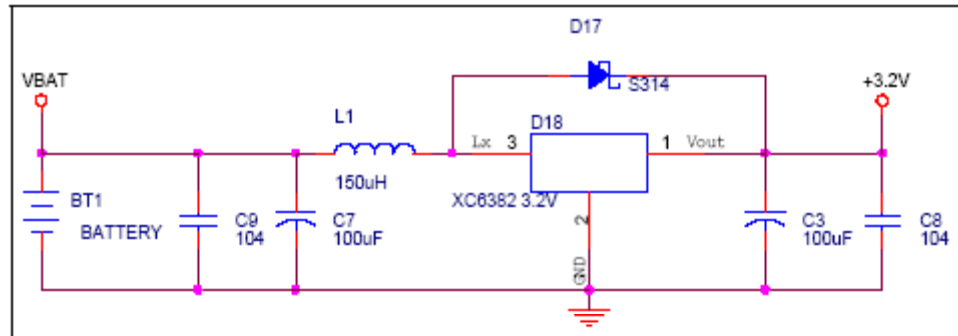 D17
VBAT
S314
+3.2V
L1
D18
Lx
3
1
Vout
150uH
XC6382 3.2V
BT1
BATTERY
C9
104
C7
100uF
2
GND
C3
100uF
C8
104